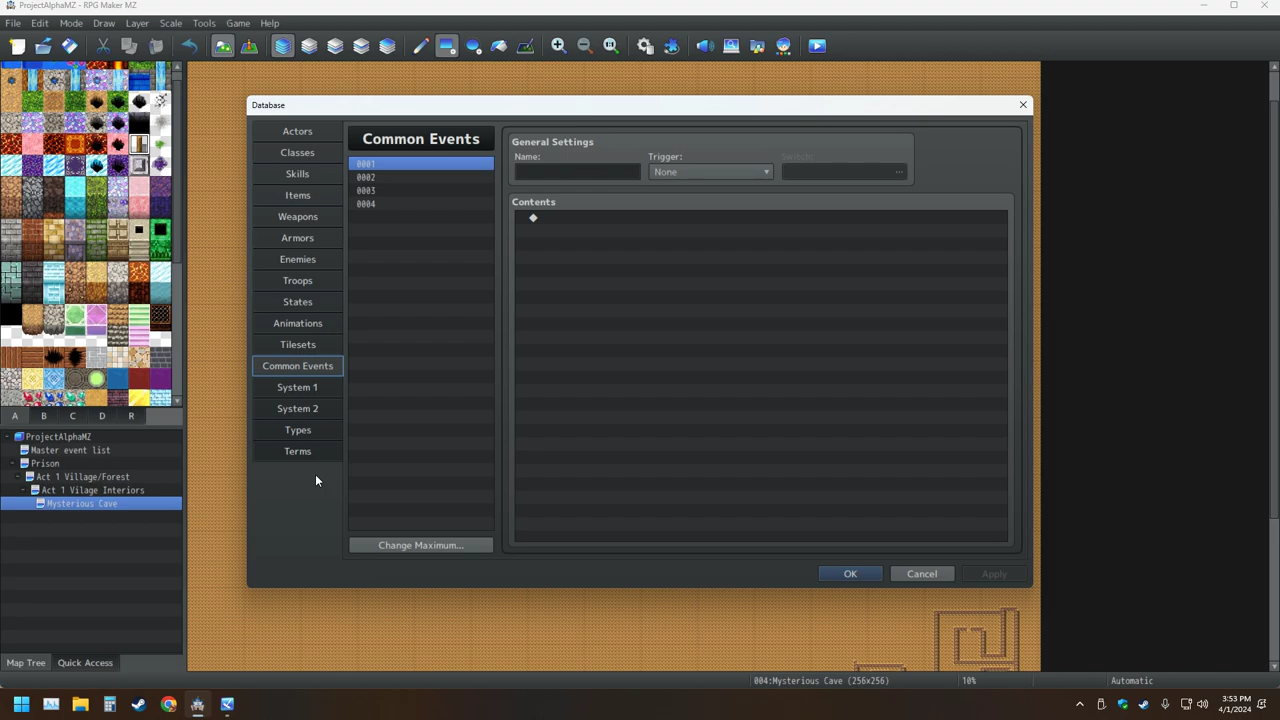 ProjectAlphaMZ - RPG Maker MZ
File Edit Mode Draw Layer Scale Tools Game Help
Database
Actors
Classes
Skills
Items
Weapons
Armors
Enemies
Troops
States
Animations
Tilesets
Common Events
System 1
System 2
Types
Terms
Common Events
0001
0002
0003
0004
Change Maximum...
General Settings
Name: Trigger: Switch:
None ...
Contents
OK Cancel Apply
A B C D R
ProjectAlphaMZ
Master event list
Prison
Act 1 Village/Forest
Act 1 Vilage Interiors
Mysterious Cave
Map Tree Quick Access
004:Mysterious Cave (256x256) 10% Automatic
3:53 PM
4/1/2024